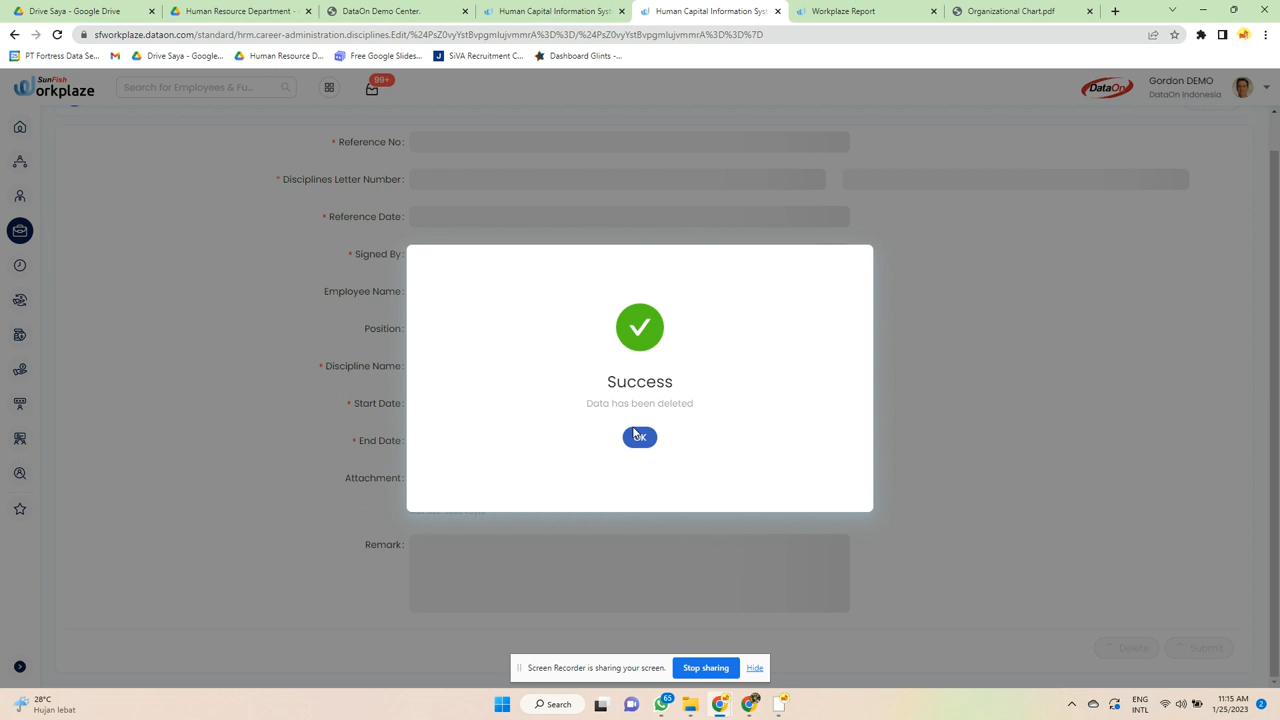 Drive Saya - Google Drive
Human Resource Department -
DataOn Demo Center.
Human Capital Information Syst
Human Capital Information Syst
Workplaze Report
Organizational Chart.pdf
sfworkplaze.dataon.com/standard/hrm.career-administration.disciplines.Edit/%24PsZ0vyYstBvpgmIujvmmrA%3D%3D/%24PsZ0vyYstBvpgmIujvmmrA%3D%3D%7D
PT Fortress Data Se...
Drive Saya - Google...
Human Resource D...
Free Google Slides...
SiVA Recruitment C...
Dashboard Glints -...
SunFish
Workplaze
Search for Employees & Fu...
99+
DataOn
Gordon DEMO
DataOn Indonesia
* Reference No :
* Disciplines Letter Number :
* Reference Date :
* Signed By :
Employee Name :
Position :
* Discipline Name :
* Start Date :
* End Date :
Attachment :
Remark :
Success
Data has been deleted
OK
Delete
Submit
Screen Recorder is sharing your screen.
Stop sharing
Hide
28°C
Hujan lebat
Search
65
ENG
INTL
11:15 AM
1/25/2023
2